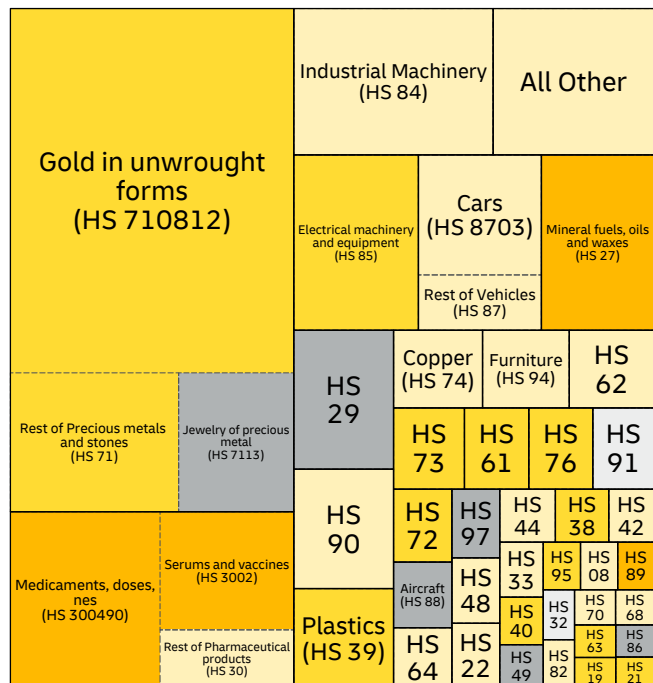 Gold in unwrought
forms
(HS 710812)
Rest of Precious metals
and stones
(HS 71)
Jewelry of precious
metal
(HS 7113)
Medicaments, doses,
nes
(HS 300490)
Serums and vaccines
(HS 3002)
Rest of Pharmaceutical
products
(HS 30)
Industrial Machinery
(HS 84)
All Other
Electrical machinery
and equipment
(HS 85)
Cars
(HS 8703)
Rest of Vehicles
(HS 87)
Mineral fuels, oils
and waxes
(HS 27)
HS
29
HS
90
Plastics
(HS 39)
Copper
(HS 74)
Furniture
(HS 94)
HS
62
HS
73
HS
61
HS
76
HS
91
HS
72
HS
97
HS
44
HS
38
HS
42
Aircraft
(HS 88)
HS
48
HS
33
HS
95
HS
08
HS
89
HS
64
HS
22
HS
40
HS
49
HS
32
HS
82
HS
70
HS
68
HS
63
HS
86
HS
19
HS
21